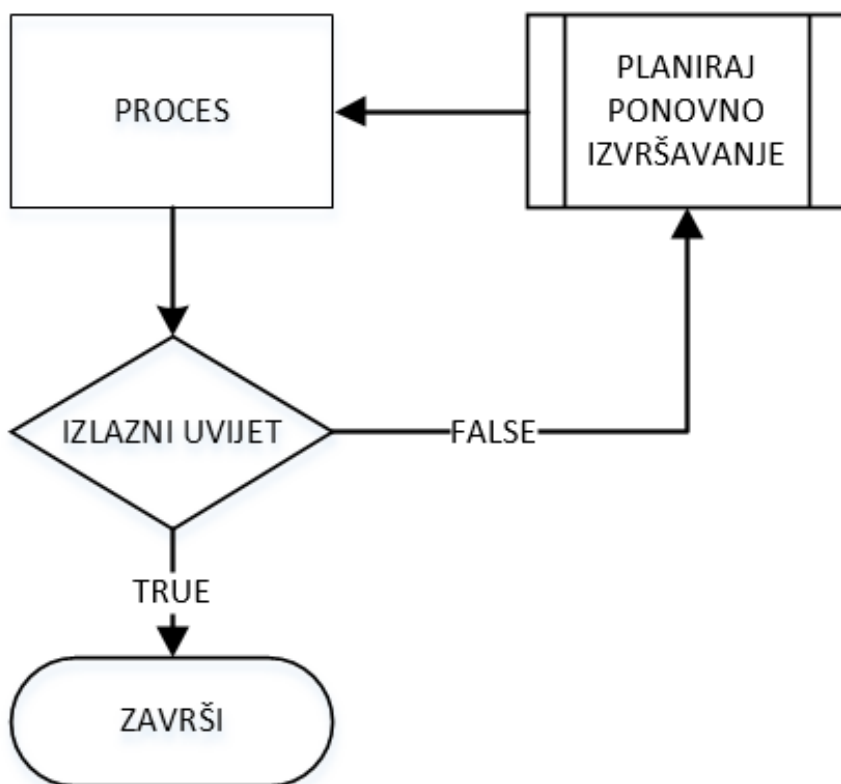 PROCES
PLANIRAJ
PONOVNO
IZVRŠAVANJE
IZLAZNI UVIJET
FALSE
TRUE
ZAVRŠI